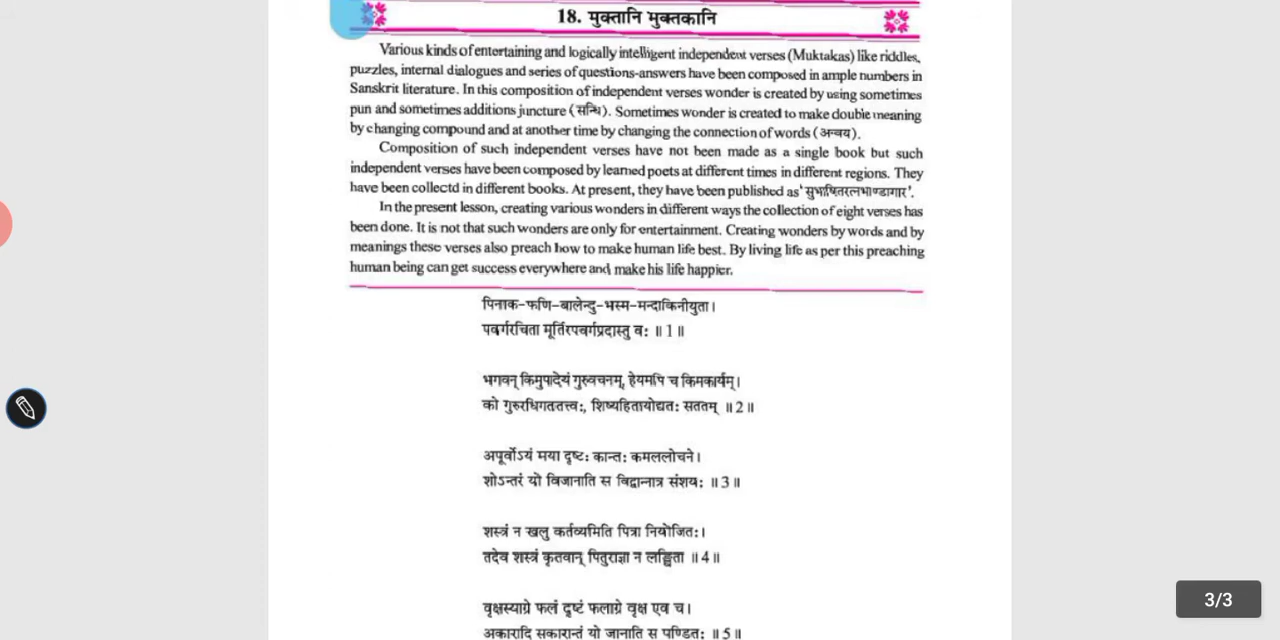 18. मुक्तानि मुक्तकानि
Various kinds of entertaining and logically intelligent independent verses (Muktakas) like riddles,
puzzles, internal dialogues and series of questions-answers have been composed in ample numbers in
Sanskrit literature. In this composition of independent verses wonder is created by using sometimes
pun and sometimes additions juncture (सन्धि). Sometimes wonder is created to make double meaning
by changing compound and at another time by changing the connection of words (अन्वय).
Composition of such independent verses have not been made as a single book but such
independent verses have been composed by learned poets at different times in different regions. They
have been collectd in different books. At present, they have been published as 'सुभाषितरत्नभाण्डागार'.
In the present lesson, creating various wonders in different ways the collection of eight verses has
been done. It is not that such wonders are only for entertainment. Creating wonders by words and by
meanings these verses also preach how to make human life best. By living life as per this preaching
human being can get success everywhere and make his life happier.
पिनाक-फणि-बालेन्दु-भस्म-मन्दाकिनीयुता।
पवर्गरचिता मूर्तिरपवर्गप्रदास्तु वः ॥1॥
भगवन् किमुपादेयं गुरुवचनम्, हेयमपि च किमकार्यम्।
को गुरुरधिगततत्त्वः, शिष्यहितायोद्यतः सततम् ॥2॥
अपूर्वोऽयं मया दृष्टः कान्तः कमललोचने।
शोऽन्तरं यो विजानाति स विद्वान्नात्र संशयः ॥3॥
शस्त्रं न खलु कर्तव्यमिति पित्रा नियोजितः।
तदेव शस्त्रं कृतवान् पितुराज्ञा न लङ्घिता ॥4॥
वृक्षस्याग्रे फलं दृष्टं फलाग्रे वृक्ष एव च।
अकारादि सकारान्तं यो जानाति स पण्डितः ॥5॥
3/3